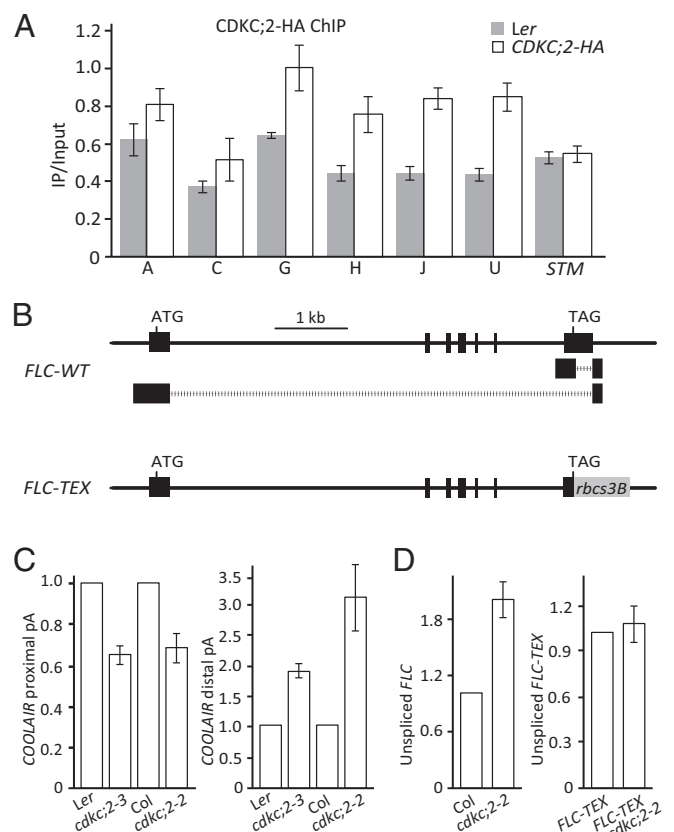 A
CDKC;2-HA ChIP
Ler
CDKC;2-HA
IP/Input
1.2
1.0
0.8
0.6
0.4
0.2
0
A C G H J U STM
B
ATG 1 kb TAG
FLC-WT
ATG TAG
FLC-TEX
rbcs3B
C
COOLAIR proximal pA
1.0
0.8
0.6
0.4
0.2
0
Ler cdkc;2-3 Col cdkc;2-2
COOLAIR distal pA
3.5
3.0
2.5
2.0
1.5
1.0
0.5
0
Ler cdkc;2-3 Col cdkc;2-2
D
Unspliced FLC
1.8
1.2
0.6
0
Col cdkc;2-2
Unspliced FLC-TEX
1.2
0.9
0.6
0.3
0
FLC-TEX FLC-TEX
cdkc;2-2